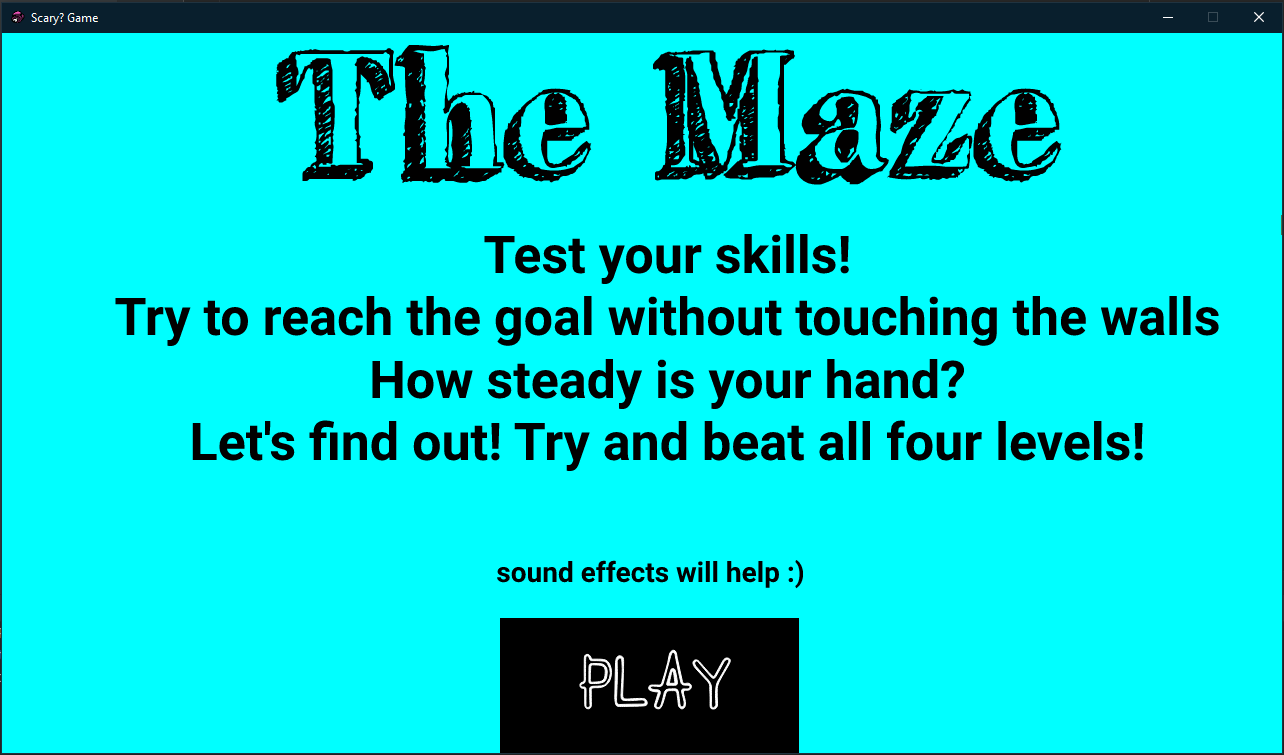 Scary? Game
The Maze
Test your skills!
Try to reach the goal without touching the walls
How steady is your hand?
Let's find out! Try and beat all four levels!
sound effects will help :)
PLAY